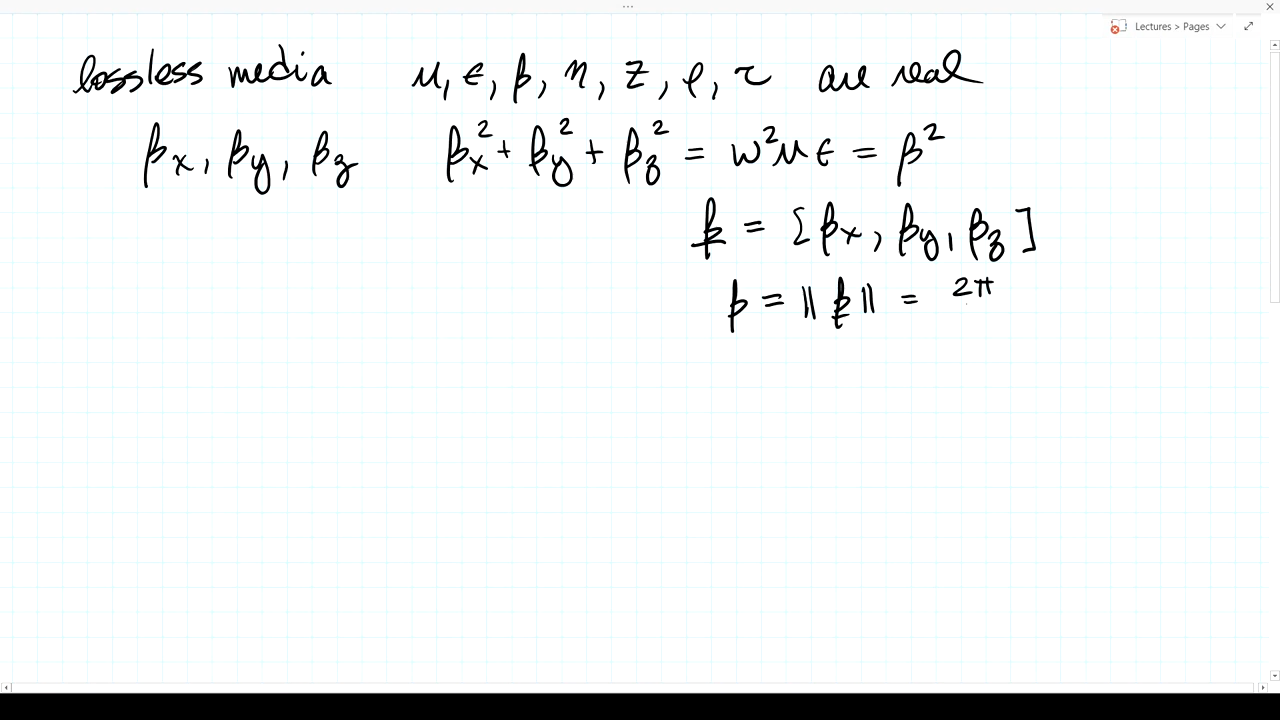 Lectures > Pages
lossless media μ, ϵ, β, η, Z, ρ, τ are real
βx, βy, βz βx² + βy² + βz² = ω²μϵ = β²
β = [βx, βy, βz]
β = ||β|| = 2π